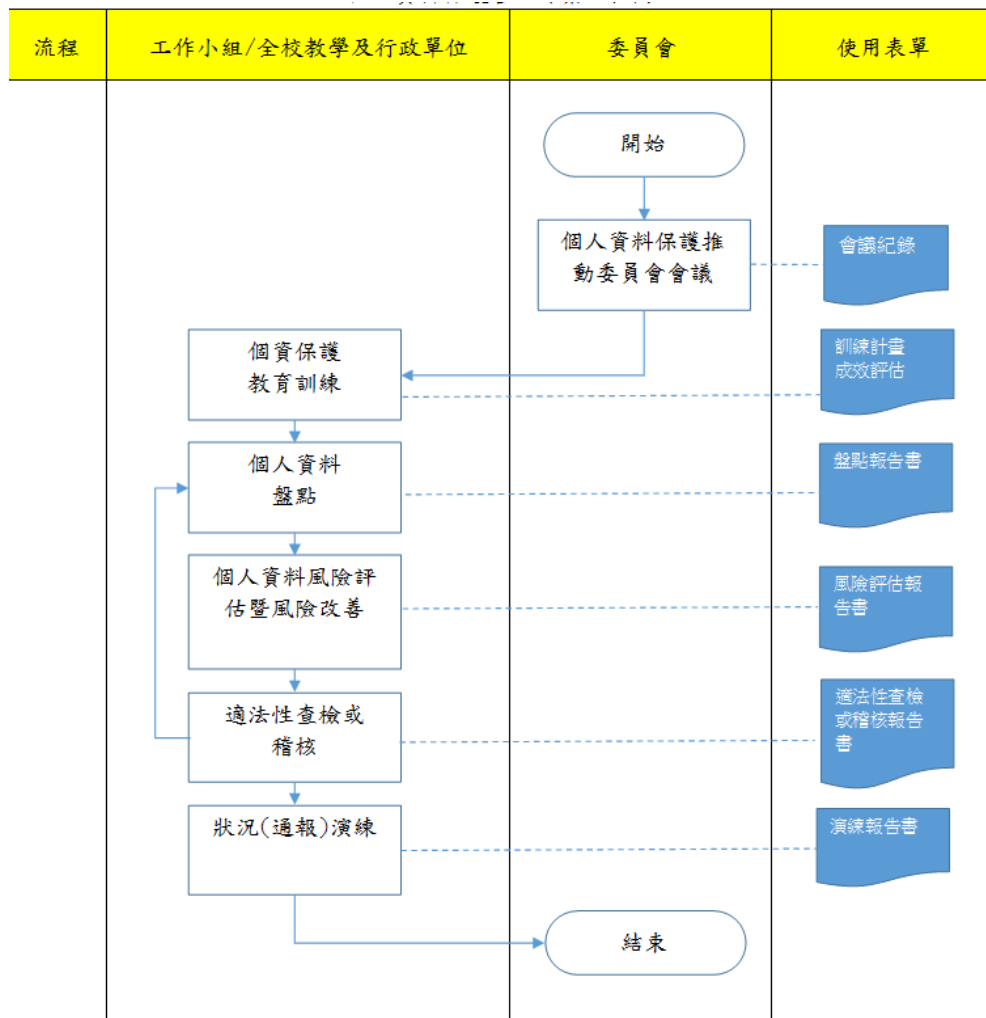 流程
工作小組/全校教學及行政單位
委員會
使用表單
開始
個人資料保護推
動委員會會議
會議紀錄
個資保護
教育訓練
訓練計畫
成效評估
個人資料
盤點
盤點報告書
個人資料風險評
估暨風險改善
風險評估報
告書
適法性查檢或
稽核
適法性查檢
或稽核報告
書
狀況(通報)演練
演練報告書
結束